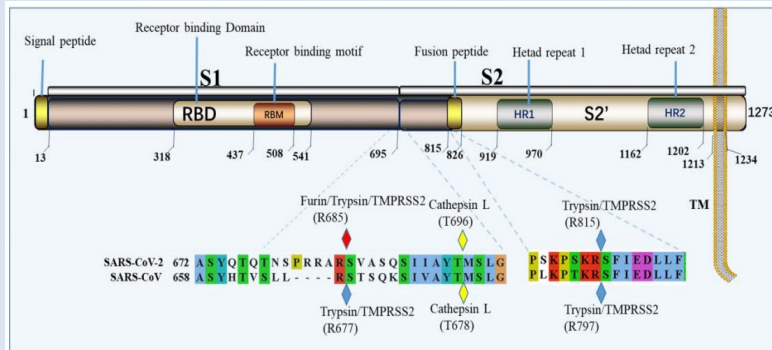 Receptor binding Domain
Signal peptide
Receptor binding motif
Fusion peptide
Hetad repeat 1
Hetad repeat 2
S1
S2
1
RBD
RBM
HR1
S2'
HR2
1273
13
318
437
508
541
695
815
826
919
970
1162
1202
1213
1234
TM
Furin/Trypsin/TMPRSS2
(R685)
Cathepsin L
(T696)
Trypsin/TMPRSS2
(R815)
SARS-CoV-2 672 A S Y Q T Q T N S P R R A R S V A S Q S I I A Y T M S L G P S K P S K R S F I E D L L F
SARS-CoV 658 A S Y H T V S L L - - - - R S T S Q K S I V A Y T M S L G P L K P T K R S F I E D L L F
Trypsin/TMPRSS2
(R677)
Cathepsin L
(T678)
Trypsin/TMPRSS2
(R797)